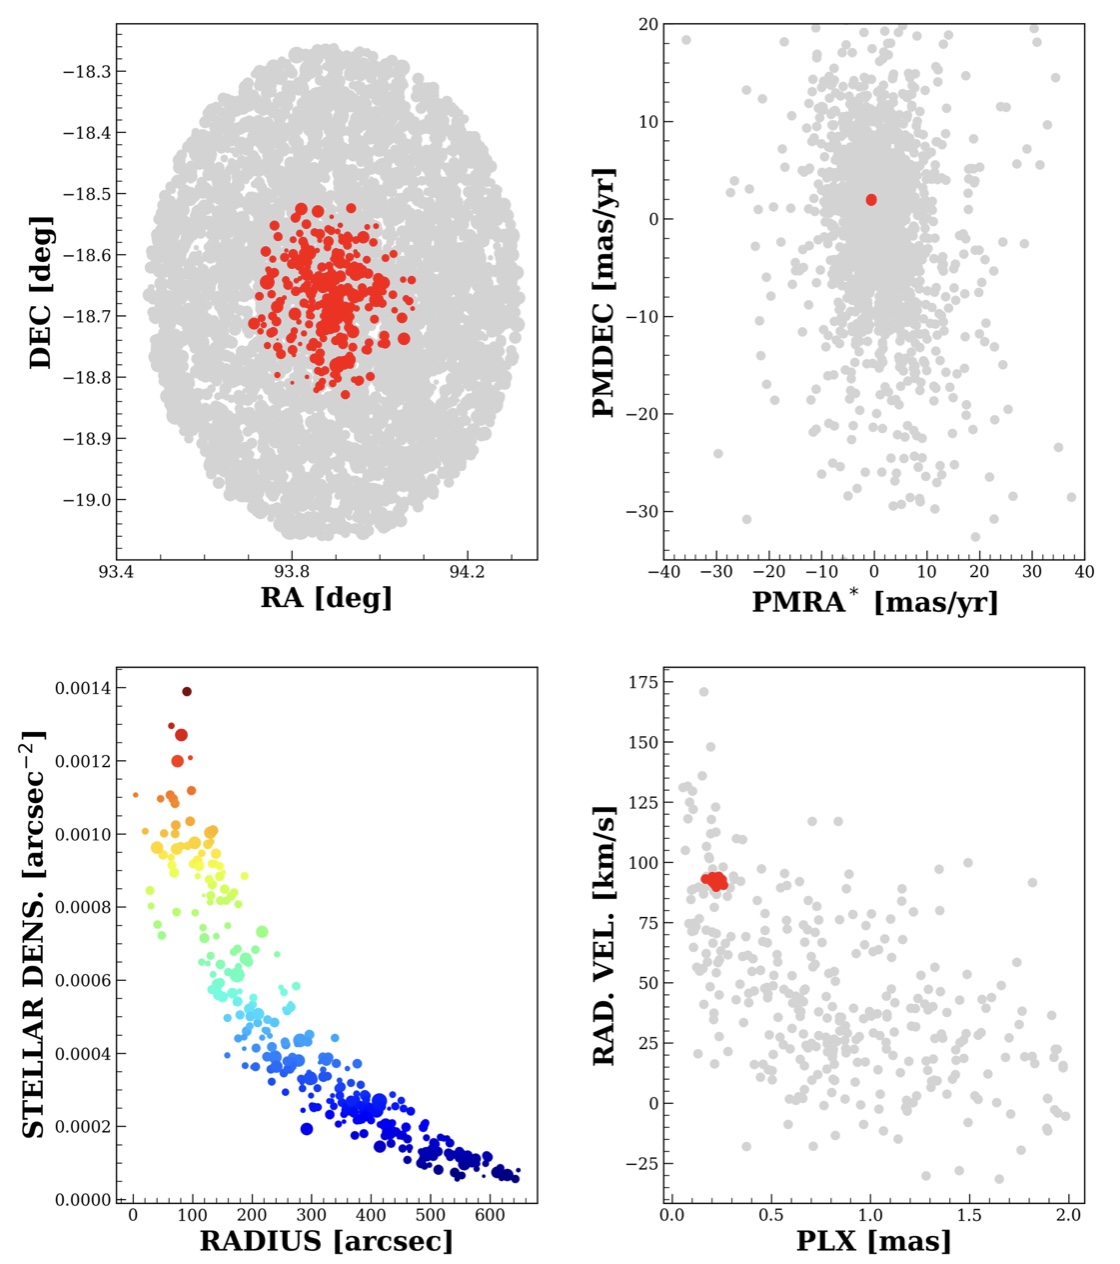 DEC [deg]
−18.3
−18.4
−18.5
−18.6
−18.7
−18.8
−18.9
−19.0
93.4 93.8 94.2
RA [deg]
PMDEC [mas/yr]
20
10
0
−10
−20
−30
−40 −30 −20 −10 0 10 20 30 40
PMRA* [mas/yr]
STELLAR DENS. [arcsec−2]
0.0014
0.0012
0.0010
0.0008
0.0006
0.0004
0.0002
0.0000
0 100 200 300 400 500 600
RADIUS [arcsec]
RAD. VEL. [km/s]
175
150
125
100
75
50
25
0
−25
0.0 0.5 1.0 1.5 2.0
PLX [mas]